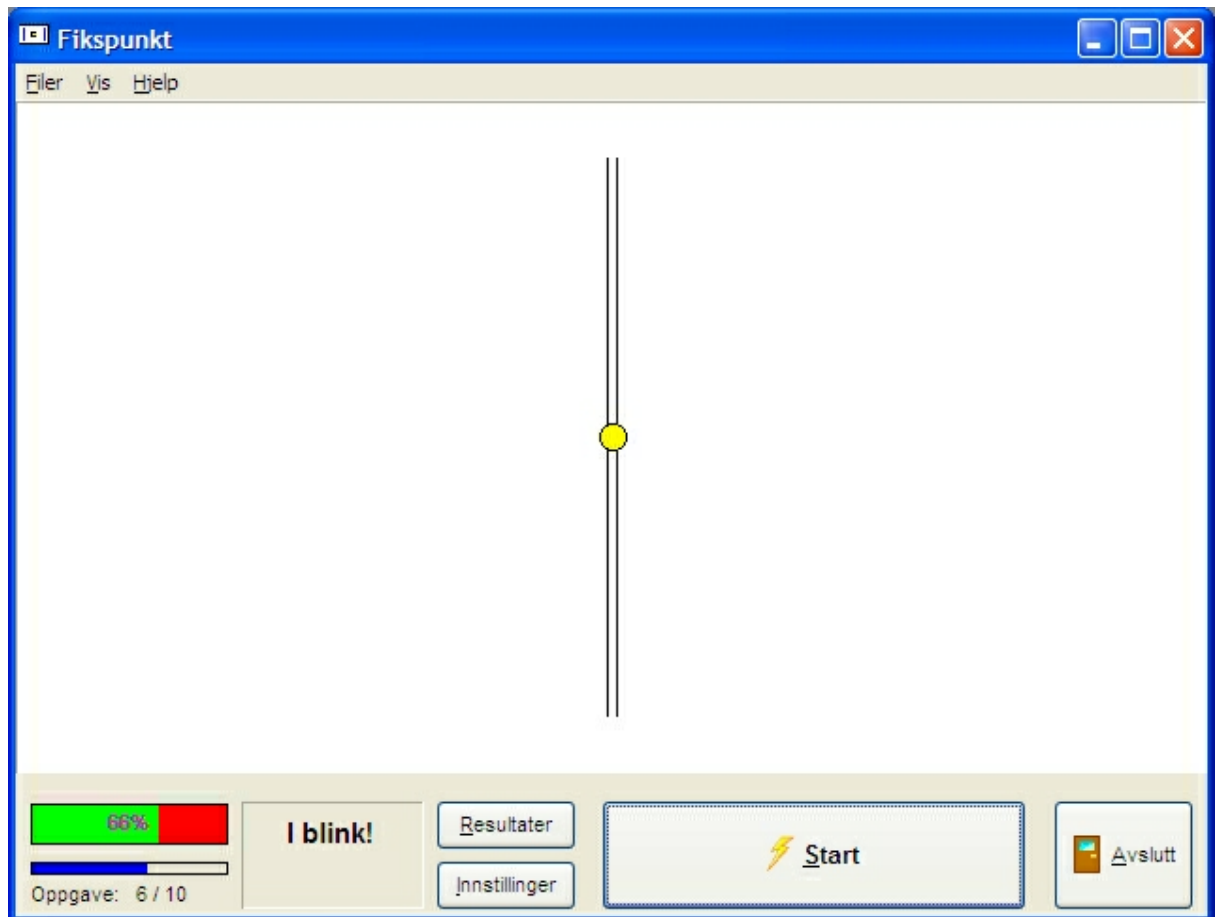 Fikspunkt
Filer Vis Hjelp
66%
I blink!
Resultater
Start
Avslutt
Innstillinger
Oppgave: 6 / 10